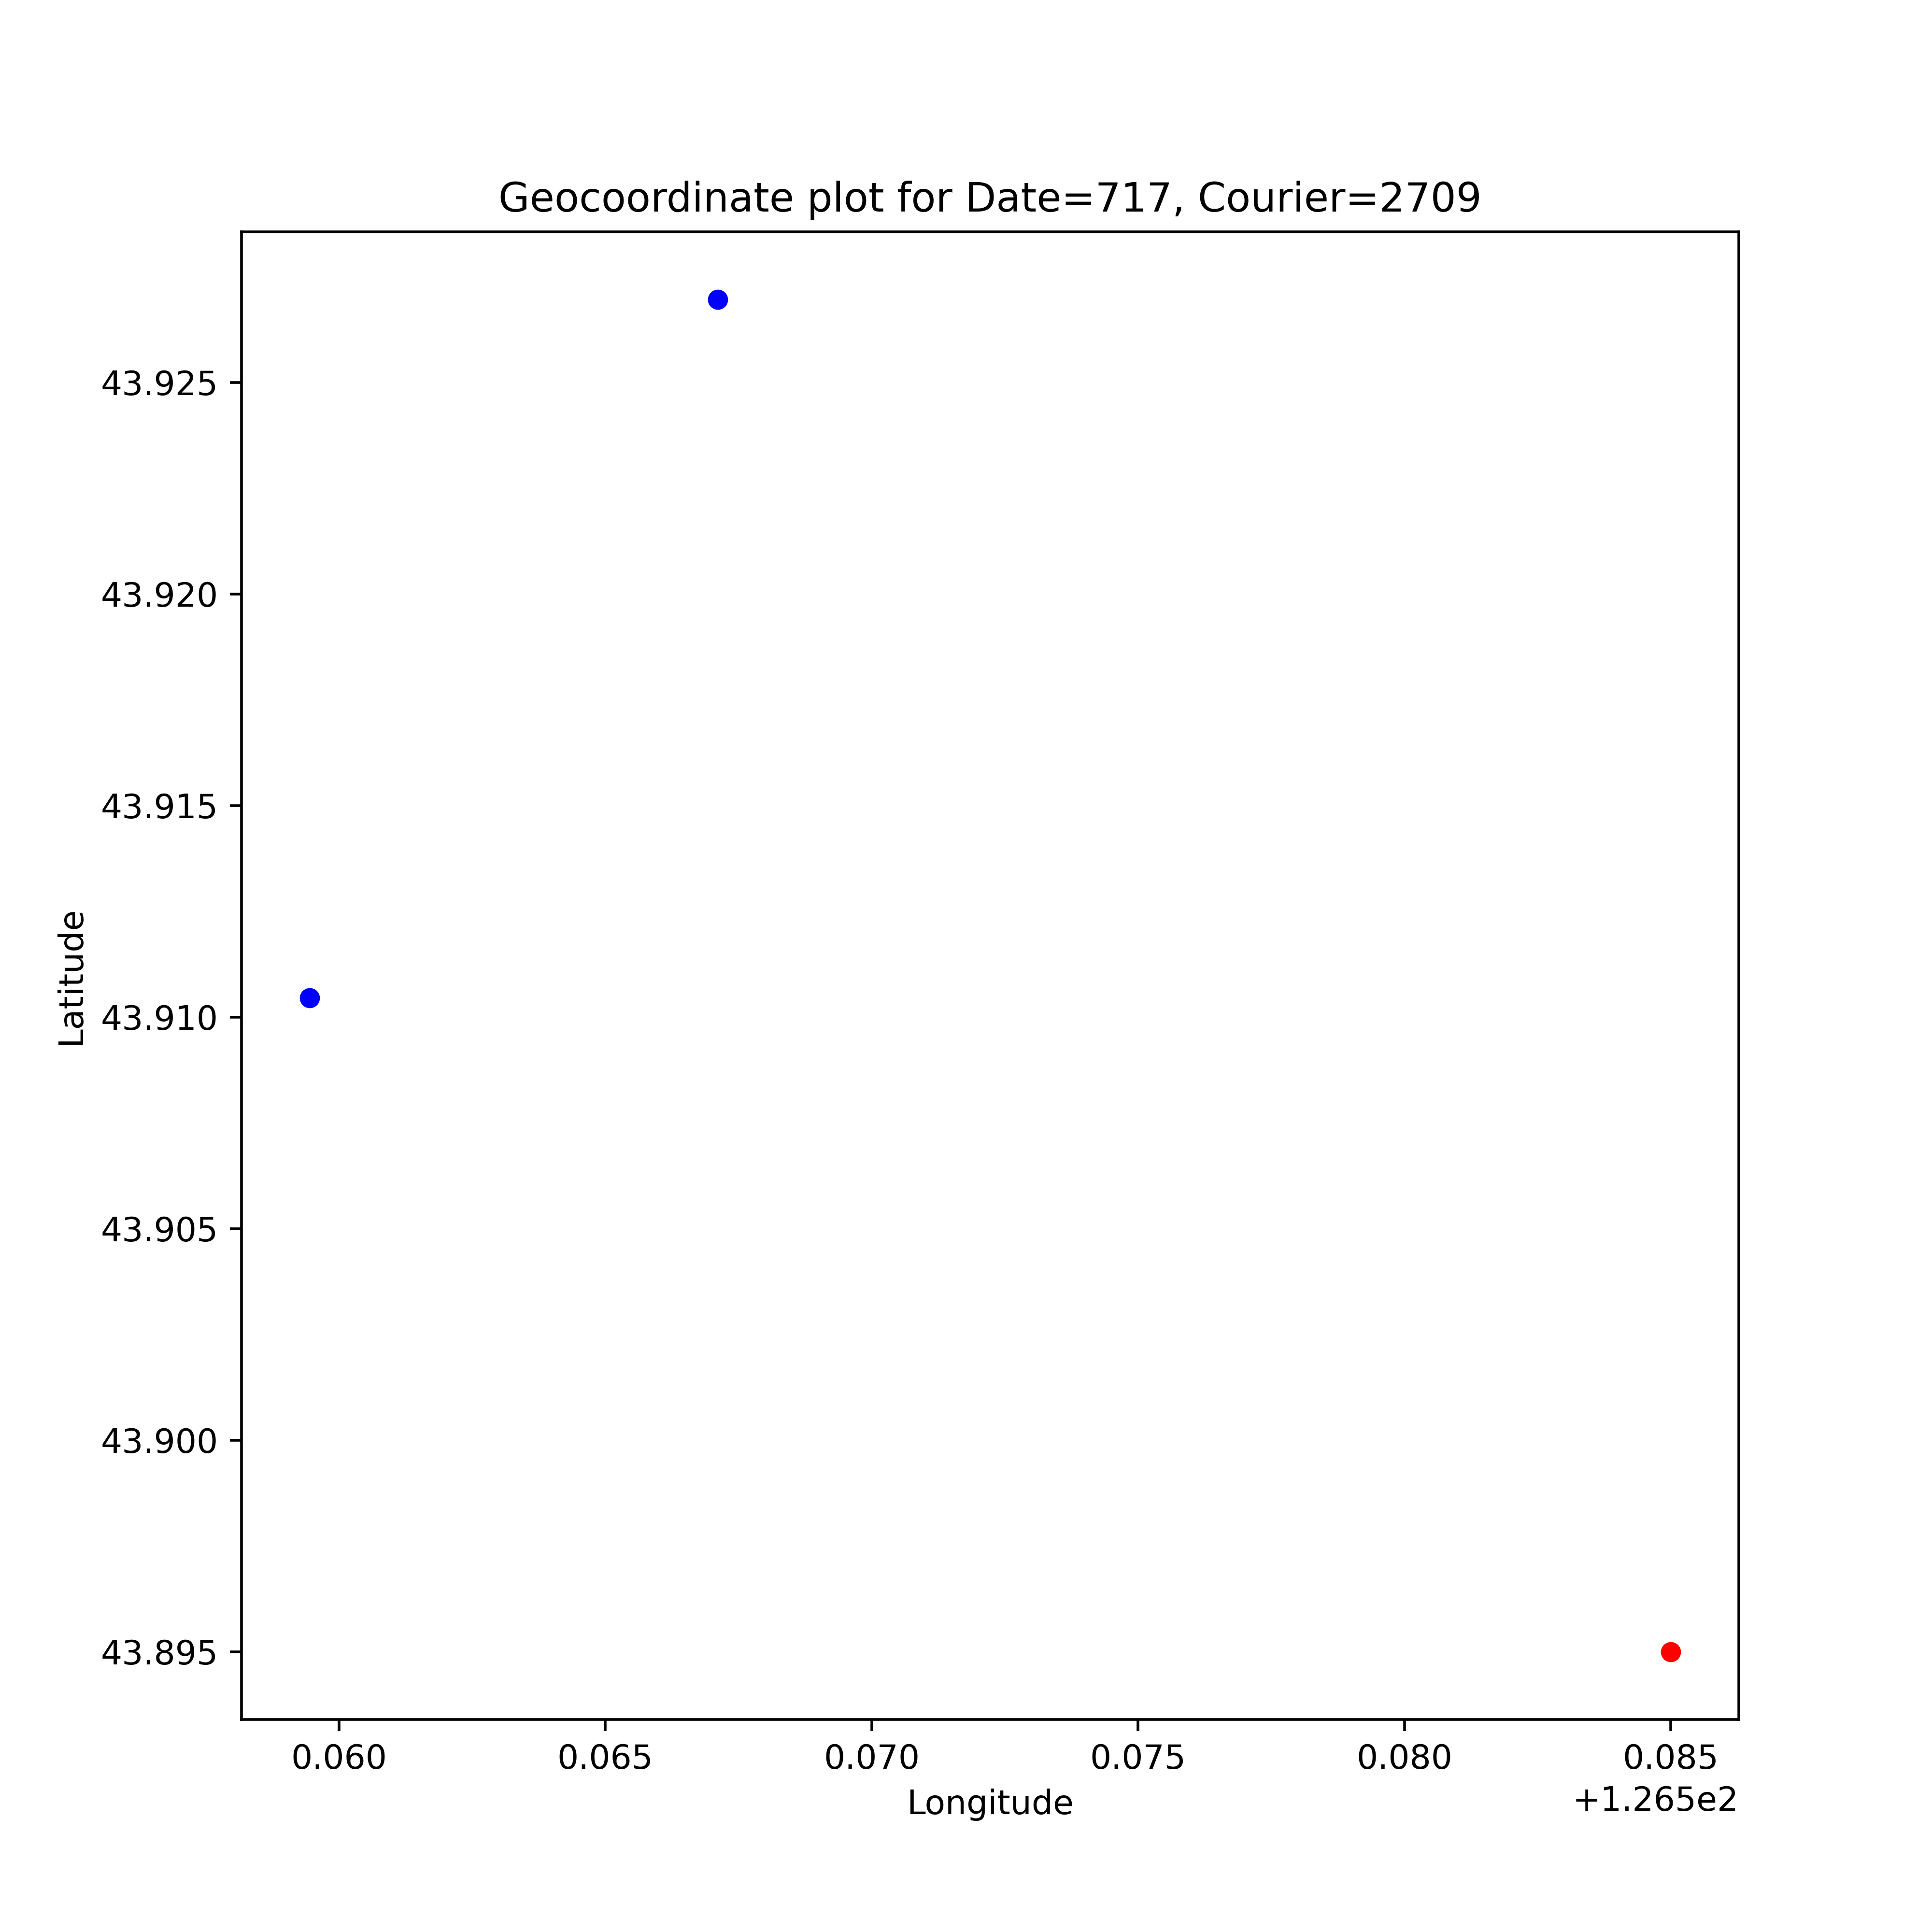 Geocoordinate plot for Date=717, Courier=2709
43.925
43.920
43.915
43.910
43.905
43.900
43.895
Latitude
0.060 0.065 0.070 0.075 0.080 0.085
+1.265e2
Longitude